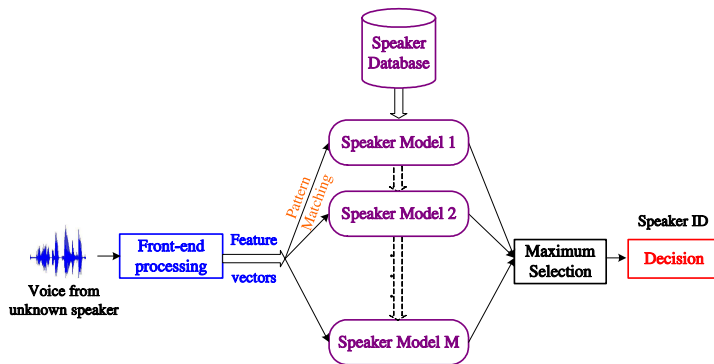 Speaker
Database
Speaker Model 1
Pattern
Matching
Speaker Model 2
Speaker ID
Front-end
processing
Feature
vectors
Maximum
Selection
Decision
Voice from
unknown speaker
Speaker Model M